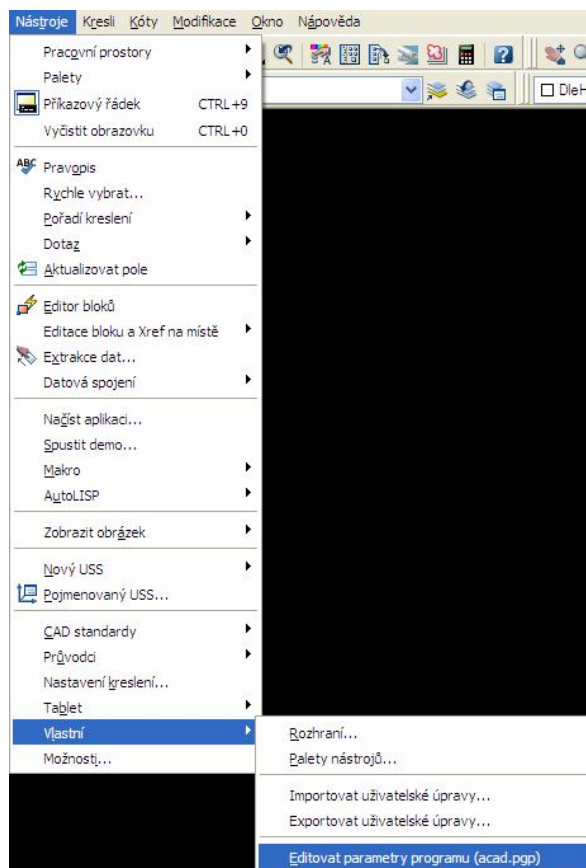 Nástroje Kresli Kóty Modifikace Okno Nápověda
Pracovní prostory
Palety
Příkazový řádek CTRL+9
Vyčistit obrazovku CTRL+0
DleH
ABC Pravopis
Rychle vybrat...
Pořadí kreslení
Dotaz
Aktualizovat pole
Editor bloků
Editace bloku a Xref na místě
Extrakce dat...
Datová spojení
Načíst aplikaci...
Spustit demo...
Makro
AutoLISP
Zobrazit obrázek
Nový USS
Pojmenovaný USS...
CAD standardy
Průvodci
Nastavení kreslení...
Tablet
Vlastní
Možnosti...
Rozhraní...
Palety nástrojů...
Importovat uživatelské úpravy...
Exportovat uživatelské úpravy...
Editovat parametry programu (acad.pgp)